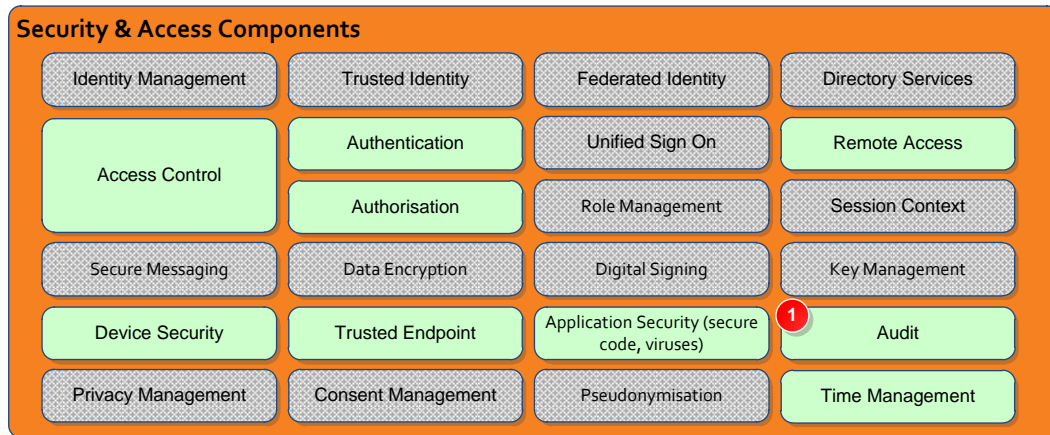 Security & Access Components
Identity Management
Trusted Identity
Federated Identity
Directory Services
Access Control
Authentication
Unified Sign On
Remote Access
Authorisation
Role Management
Session Context
Secure Messaging
Data Encryption
Digital Signing
Key Management
Device Security
Trusted Endpoint
Application Security (secure
code, viruses)
1
Audit
Privacy Management
Consent Management
Pseudonymisation
Time Management